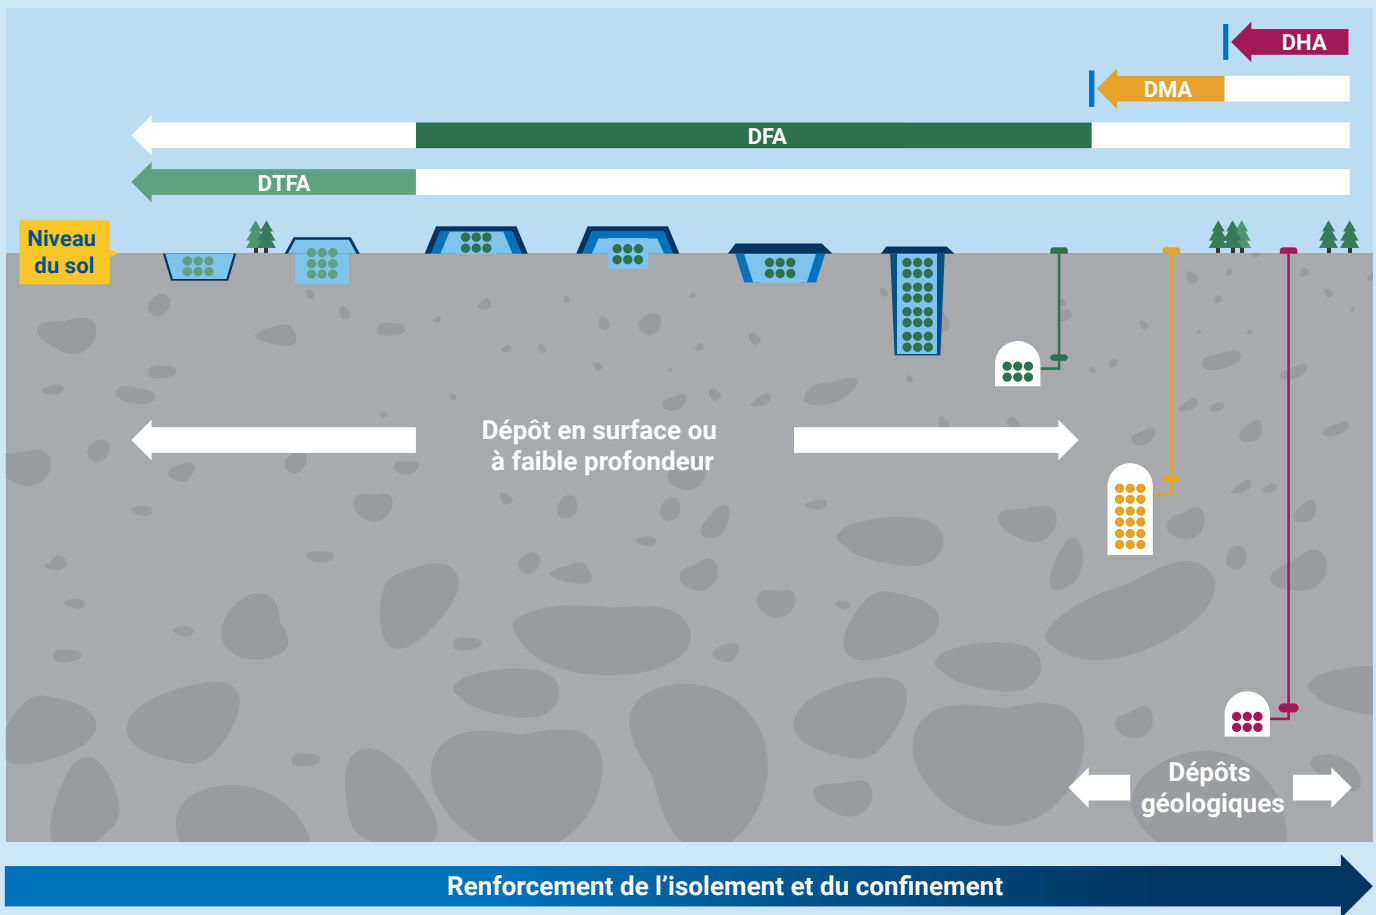 DHA
DMA
DFA
DTFA
Niveau
du sol
Dépôt en surface ou
à faible profondeur
Dépôts
géologiques
Renforcement de l’isolement et du confinement